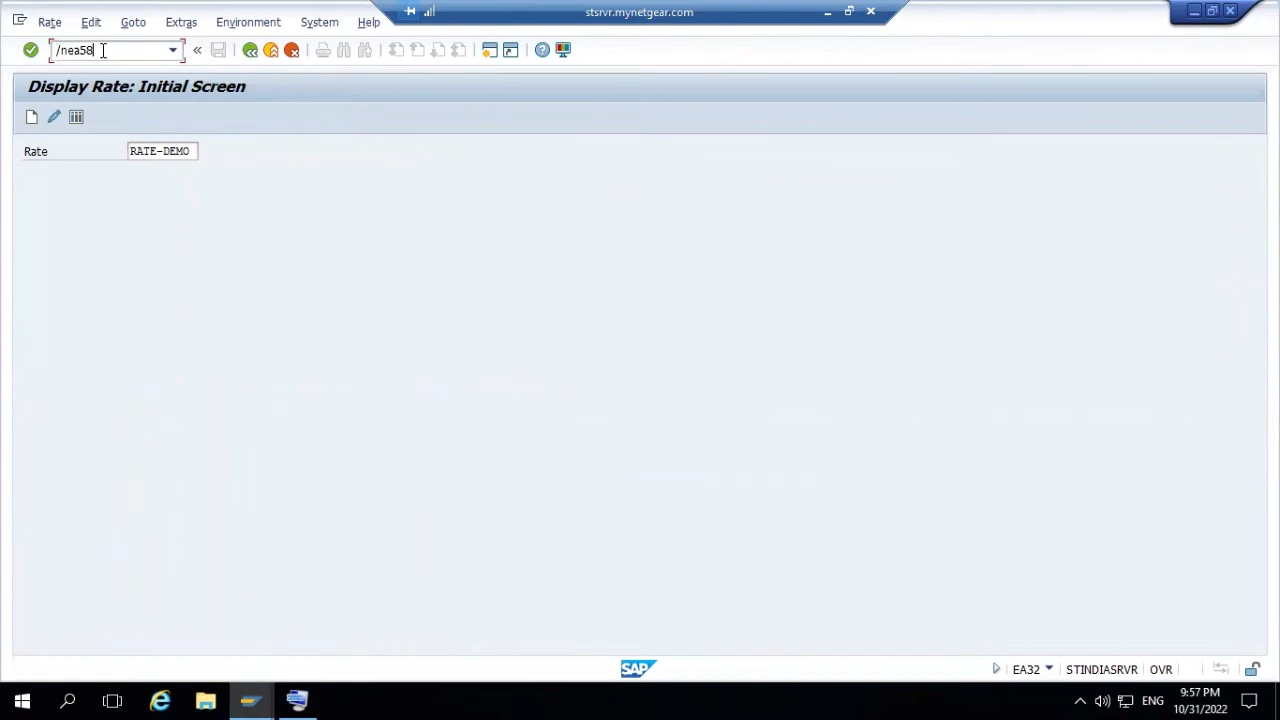 stsrvr.mynetgear.com
Rate Edit Goto Extras Environment System Help
/nea58
Display Rate: Initial Screen
Rate RATE-DEMO
SAP EA32 STINDIASRVR OVR
ENG 9:57 PM
10/31/2022